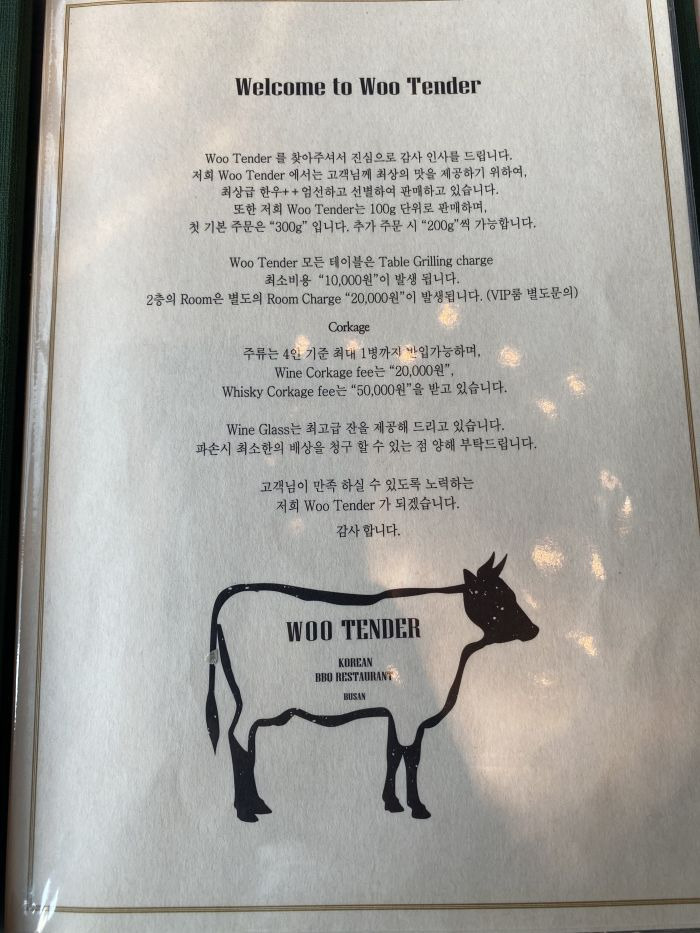 Welcome to Woo Tender
Woo Tender 를 찾아주셔서 진심으로 감사 인사를 드립니다.
저희 Woo Tender 에서는 고객님께 최상의 맛을 제공하기 위하여,
최상급 한우++ 엄선하고 선별하여 판매하고 있습니다.
또한 저희 Woo Tender는 100g 단위로 판매하며,
첫 기본 주문은 “300g” 입니다. 추가 주문 시 “200g”씩 가능합니다.
Woo Tender 모든 테이블은 Table Grilling charge
최소비용 “10,000원”이 발생 됩니다.
2층의 Room은 별도의 Room Charge “20,000원”이 발생됩니다. (VIP룸 별도문의)
Corkage
주류는 4인 기준 최대 1병까지 반입가능하며,
Wine Corkage fee는 “20,000원”,
Whisky Corkage fee는 “50,000원”을 받고 있습니다.
Wine Glass는 최고급 잔을 제공해 드리고 있습니다.
파손시 최소한의 배상을 청구 할 수 있는 점 양해 부탁드립니다.
고객님이 만족 하실 수 있도록 노력하는
저희 Woo Tender 가 되겠습니다.
감사 합니다.
WOO TENDER
KOREAN
BBQ RESTAURANT
BUSAN